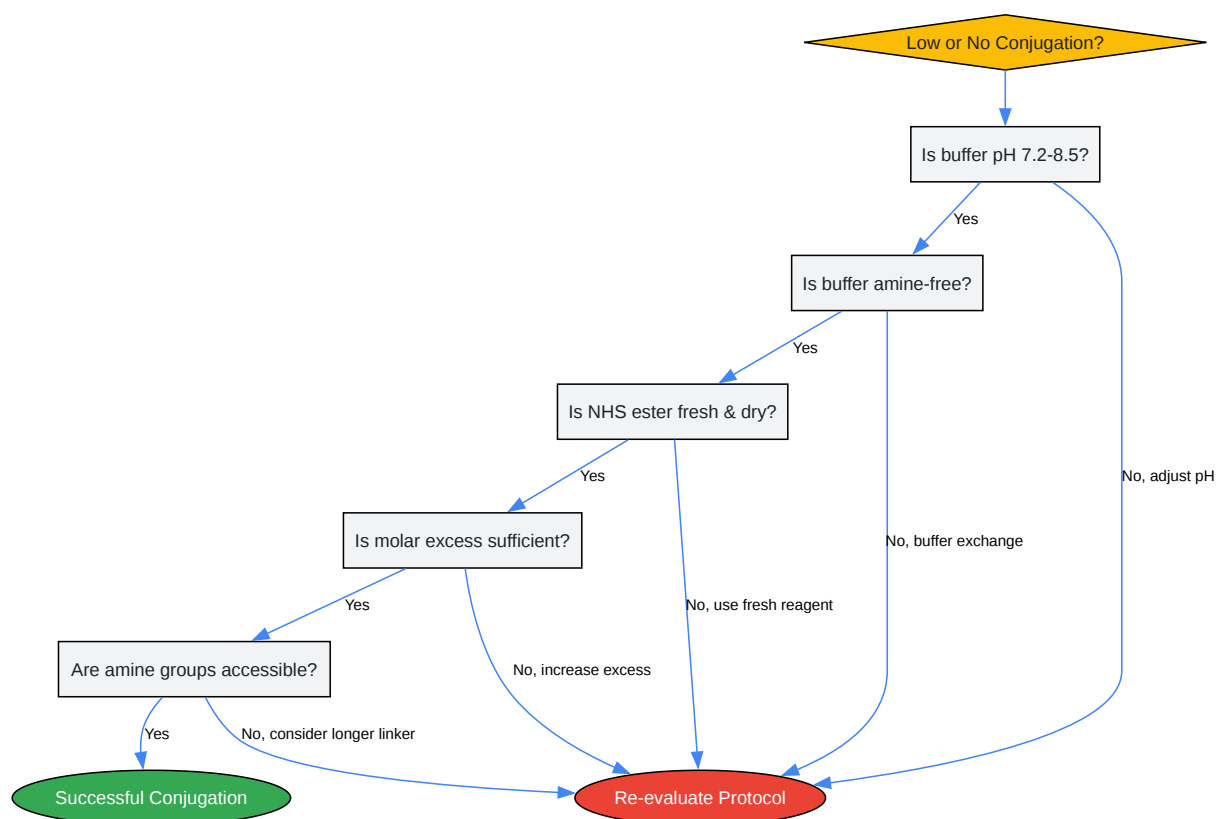 Low or No Conjugation?
Is buffer pH 7.2-8.5?
Yes
Is buffer amine-free?
Yes
Is NHS ester fresh & dry?
Yes
No, adjust pH
Is molar excess sufficient?
No, buffer exchange
Yes
No, use fresh reagent
Are amine groups accessible?
No, increase excess
Yes
No, consider longer linker
Successful Conjugation
Re-evaluate Protocol